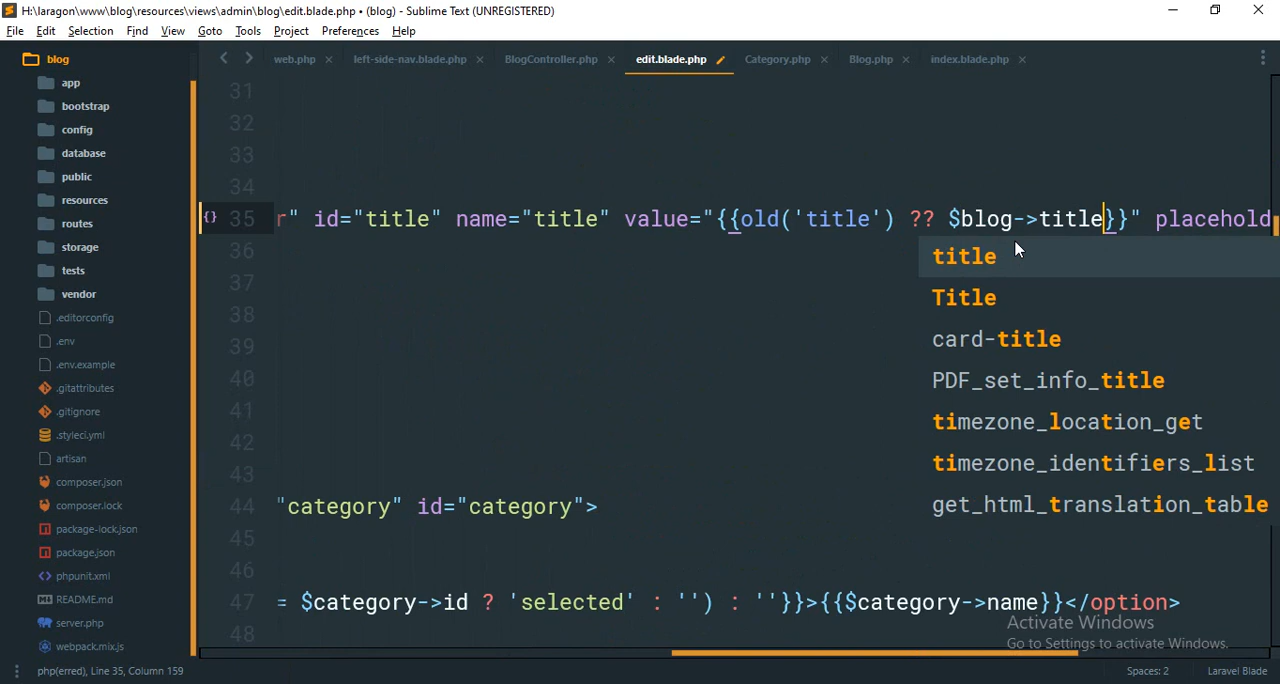 H:\laragon\www\blog\resources\views\admin\blog\edit.blade.php • (blog) - Sublime Text (UNREGISTERED)
File Edit Selection Find View Goto Tools Project Preferences Help
blog
web.php
left-side-nav.blade.php
BlogController.php
edit.blade.php
Category.php
Blog.php
index.blade.php
app
bootstrap
config
database
public
resources
routes
storage
tests
vendor
.editorconfig
.env
.env.example
.gitattributes
.gitignore
.styleci.yml
artisan
composer.json
composer.lock
package-lock.json
package.json
phpunit.xml
README.md
server.php
webpack.mix.js
31
32
33
34
35 r" id="title" name="title" value="{{old('title') ?? $blog->title}}" placehold
36
37
38
39
40
41
42
43
44 "category" id="category">
45
46
47 = $category->id ? 'selected' : '') : ''}}>{{$category->name}}</option>
48
title
Title
card-title
PDF_set_info_title
timezone_location_get
timezone_identifiers_list
get_html_translation_table
Activate Windows
Go to Settings to activate Windows.
php(erred), Line 35, Column 159
Spaces: 2
Laravel Blade